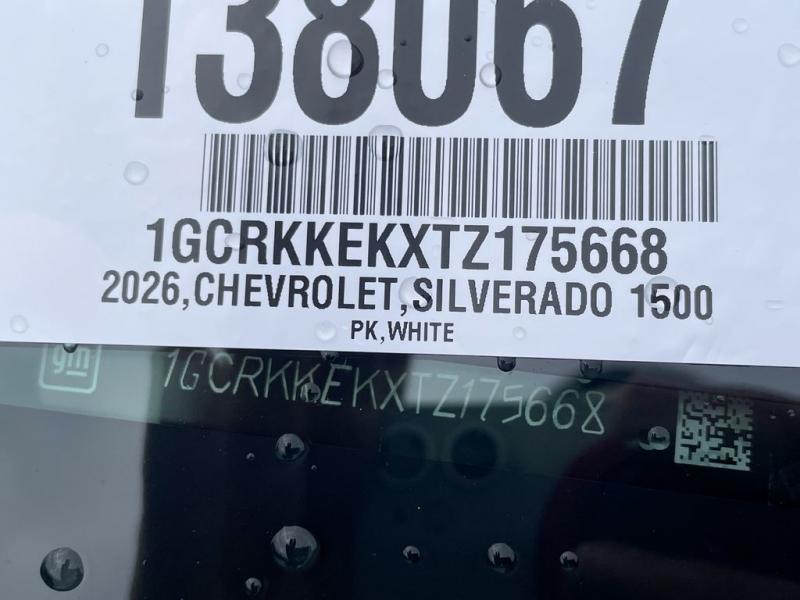 138067
1GCRKKEKXTZ175668
2026,CHEVROLET,SILVERADO 1500
PK,WHITE
gm
1GCRKKEKXTZ175668